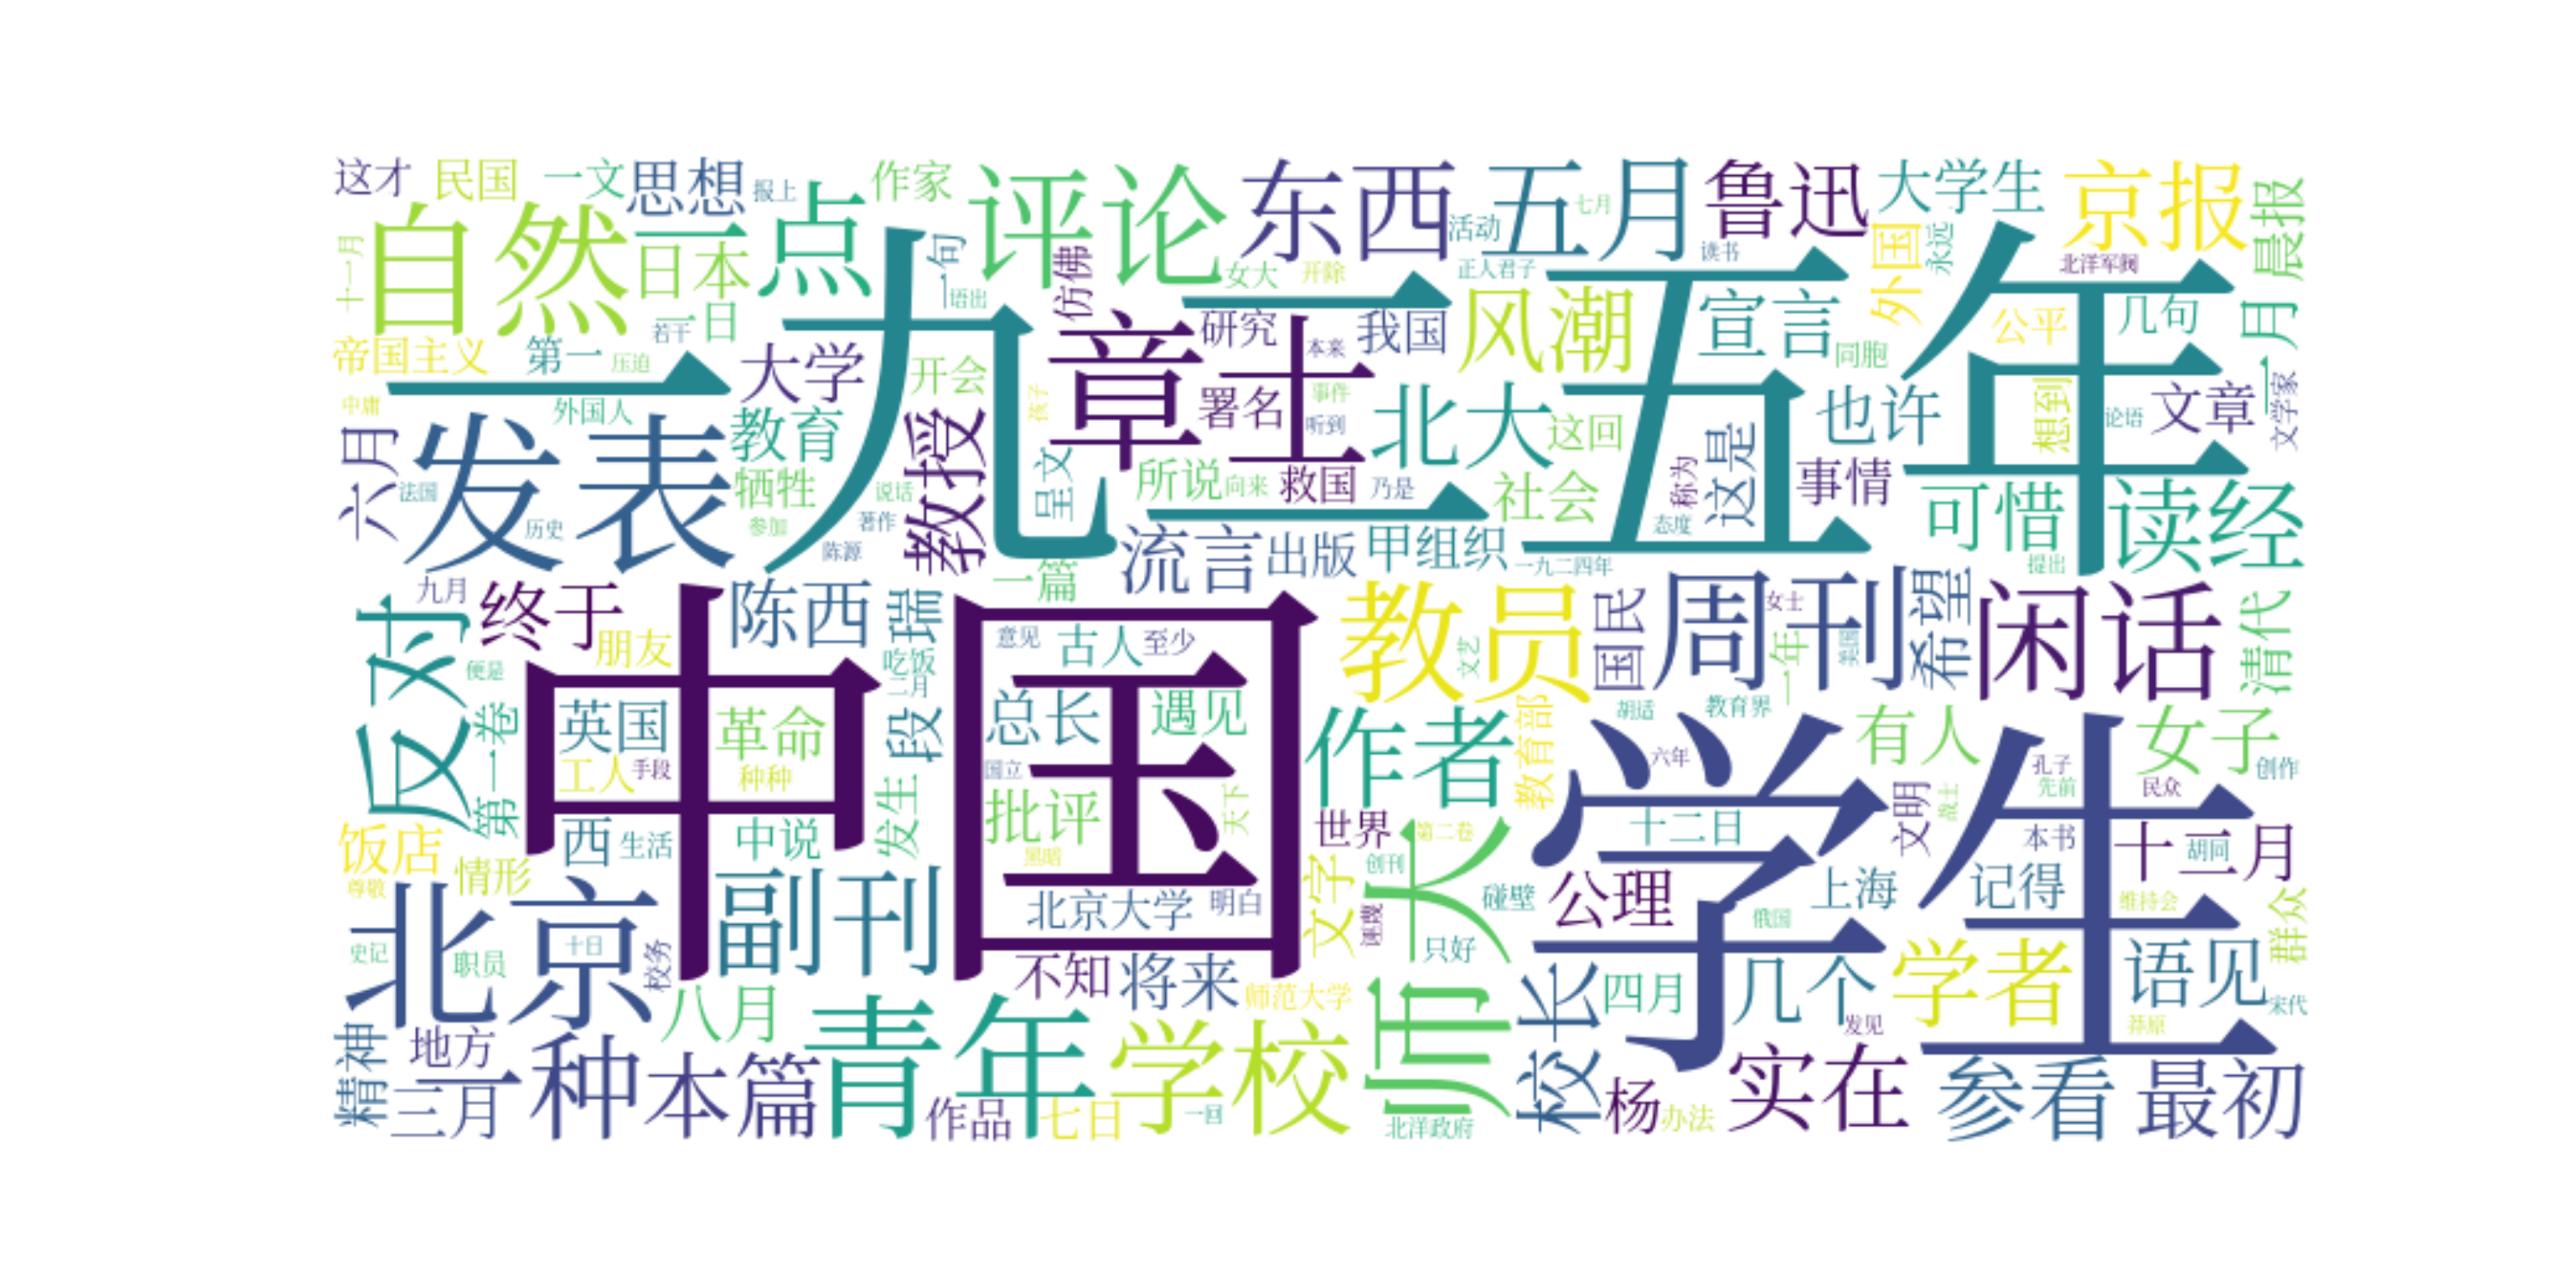 这才
民国
一文
思想
报上
作家
评论
东西
五月
七月
鲁迅
大学生
京报
晨报
十一月
自然
日本
二日
一点
一句
语出
仿佛
女大
开除
活动
正人君子
读书
外国
永远
北洋军阀
一月
帝国主义
第一
压迫
若干
大学
开会
章士
研究
我国
本来
风潮
宣言
同胞
公平
几句
一九二五年
中庸
外国人
教育
孩子
署名
事件
听到
北大
这回
也许
想到
论语
文章
文学家
六月
发表
法国
历史
牺牲
参加
说话
著作
陈源
教授
呈文
所说
向来
救国
乃是
社会
称为
这是
态度
事情
可惜
读经
提出
一篇
流言
出版
甲组织
一九二四年
九月
终于
朋友
陈西
瑞
吃饭
二月
段
反对
便是
第一卷
中国
英国
革命
工人
手段
种种
意见
古人
至少
总长
遇见
国立
批评
天下
黑暗
北京大学
明白
教员
文艺
国民
周刊
女士
一年
美国
希望
闲话
清代
胡适
教育界
教育部
作者
学生
六年
有人
女子
孔子
先前
民众
创作
饭店
尊敬
情形
西
生活
中说
发生
副刊
世界
文字
第二卷
创刊
师大
碰壁
只好
十二日
文明
战士
本书
十二月
胡同
公理
上海
记得
维持会
群众
俄国
北京
十日
史记
职员
校务
不知
将来
师范大学
校长
四月
几个
发见
学者
语见
宋代
莽原
精神
地方
八月
三月
一种
本篇
青年
作品
七日
学校
一回
北洋政府
杨
办法
实在
参看
最初